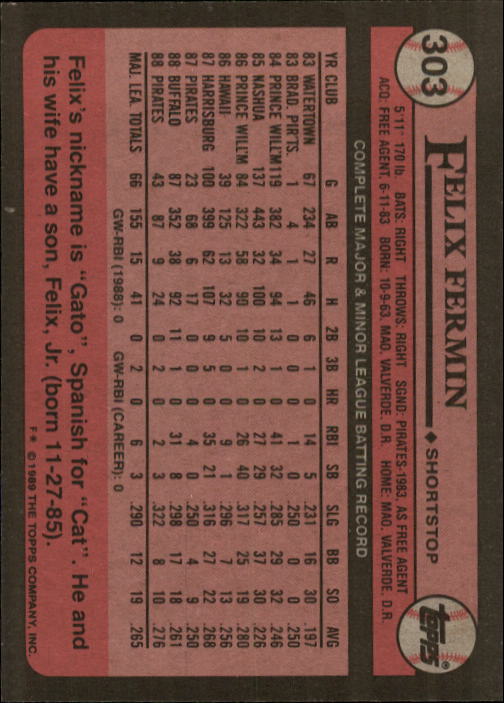 303
FELIX FERMIN ◆ SHORTSTOP
topps®
5'11" 170 lb. BATS: RIGHT THROWS: RIGHT SGND: PIRATES-1983, AS FREE AGENT
ACQ: FREE AGENT, 6-11-83 BORN: 10-9-63, MAO, VALVERDE, D.R. HOME: MAO, VALVERDE, D.R.
COMPLETE MAJOR & MINOR LEAGUE BATTING RECORD
YR CLUB G AB R H 2B 3B HR RBI SB SLG BB SO AVG
83 WATERTOWN 67 234 27 46 6 1 0 14 5 .231 16 30 .197
83 BRAD. PIR'TS. 1 4 1 1 0 0 0 1 0 .250 0 0 .250
84 PRINCE WILL'M 119 382 34 94 13 1 0 41 32 .285 29 32 .246
85 NASHUA 137 443 32 100 10 2 0 27 29 .257 37 30 .226
86 PRINCE WILL'M 84 322 58 90 10 1 0 26 40 .317 25 19 .280
86 HAWAII 39 125 13 32 5 0 0 9 1 .296 7 13 .256
87 HARRISBURG 100 399 62 107 9 5 0 35 21 .316 27 22 .268
87 PIRATES 23 68 6 17 0 0 0 4 0 .250 4 9 .250
88 BUFFALO 87 352 38 92 11 1 0 31 8 .298 17 18 .261
88 PIRATES 43 87 9 24 0 2 0 2 3 .322 8 10 .276
MAJ. LEA. TOTALS 66 155 15 41 0 2 0 6 3 .290 12 19 .265
GW-RBI (1988): 0 GW-RBI (CAREER): 0
Felix's nickname is "Gato", Spanish for "Cat". He and
his wife have a son, Felix, Jr. (born 11-27-85).
F* © 1989 THE TOPPS COMPANY, INC.